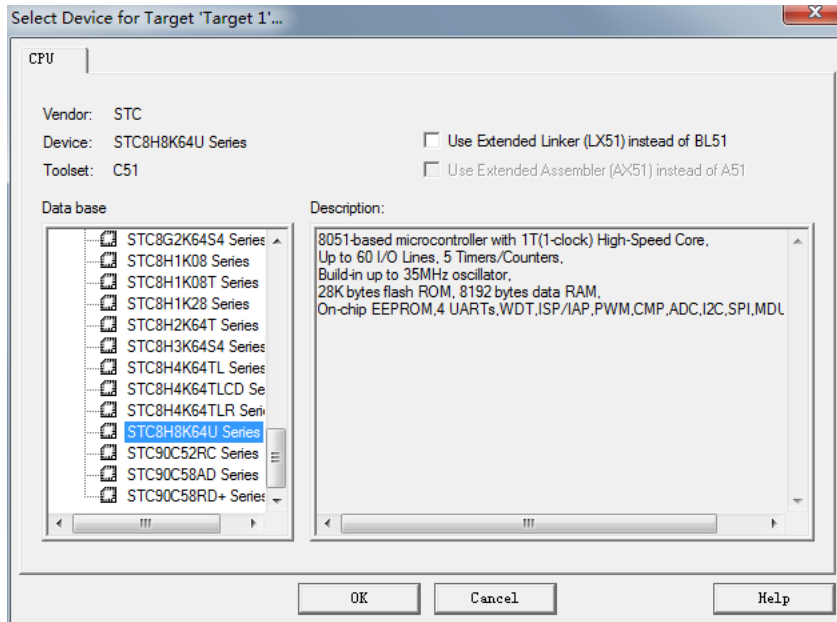 Select Device for Target 'Target 1'...
CPU
Vendor: STC
Device: STC8H8K64U Series
Toolset: C51
Use Extended Linker (LX51) instead of BL51
Use Extended Assembler (AX51) instead of A51
Data base
STC8G2K64S4 Series
STC8H1K08 Series
STC8H1K08T Series
STC8H1K28 Series
STC8H2K64T Series
STC8H3K64S4 Series
STC8H4K64TL Series
STC8H4K64TLCD Se
STC8H4K64TLR Seri
STC8H8K64U Series
STC90C52RC Series
STC90C58AD Series
STC90C58RD+ Series
Description:
8051-based microcontroller with 1T(1-clock) High-Speed Core,
Up to 60 I/O Lines, 5 Timers/Counters,
Build-in up to 35MHz oscillator,
28K bytes flash ROM, 8192 bytes data RAM,
On-chip EEPROM,4 UARTs,WDT,ISP/IAP,PWM,CMP,ADC,I2C,SPI,MDU
OK
Cancel
Help